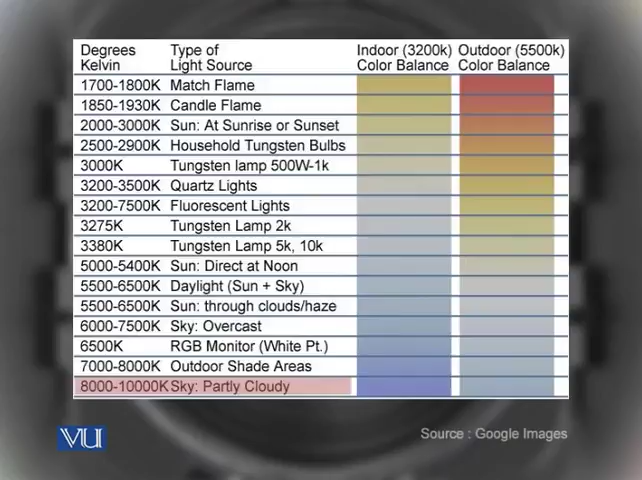 Degrees Kelvin Type of Light Source Indoor (3200k) Color Balance Outdoor (5500k) Color Balance
1700-1800K Match Flame
1850-1930K Candle Flame
2000-3000K Sun: At Sunrise or Sunset
2500-2900K Household Tungsten Bulbs
3000K Tungsten lamp 500W-1k
3200-3500K Quartz Lights
3200-7500K Fluorescent Lights
3275K Tungsten Lamp 2k
3380K Tungsten Lamp 5k, 10k
5000-5400K Sun: Direct at Noon
5500-6500K Daylight (Sun + Sky)
5500-6500K Sun: through clouds/haze
6000-7500K Sky: Overcast
6500K RGB Monitor (White Pt.)
7000-8000K Outdoor Shade Areas
8000-10000K Sky: Partly Cloudy
VU
Source : Google Images